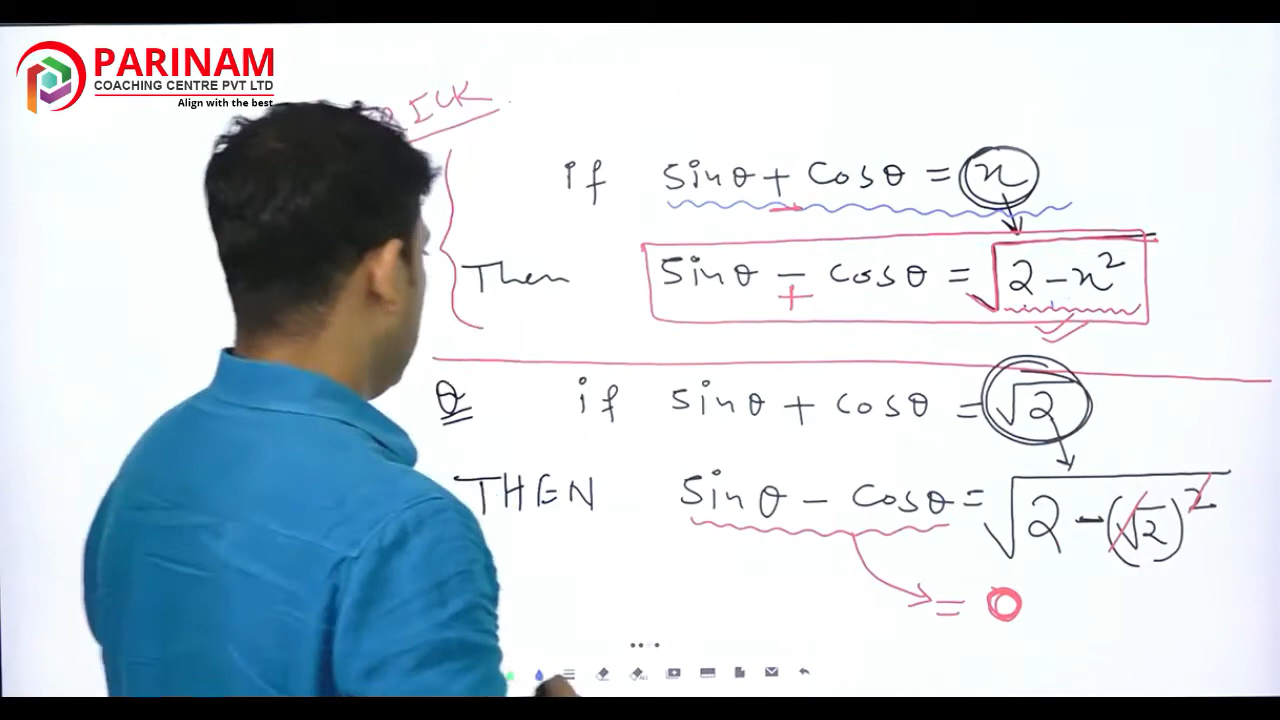 PARINAM
COACHING CENTRE PVT LTD
Align with the best
if sinθ + cosθ = x
Then sinθ - cosθ = √2 - x²
+
Q if sinθ + cosθ = √2
THEN sinθ - cosθ = √2 - (√2)²
= 0